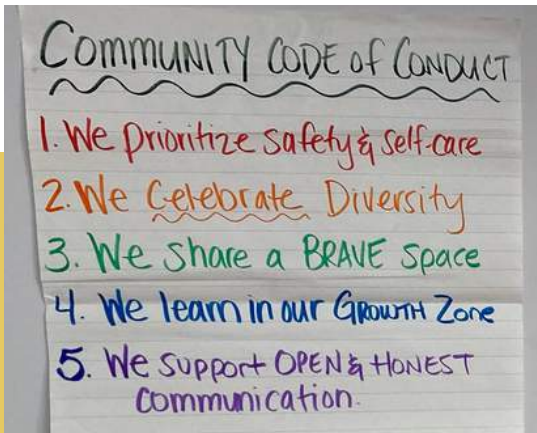 COMMUNITY CODE of CONDUCT
1. We Prioritize Safety & Self-care
2. We Celebrate Diversity
3. We Share a BRAVE Space
4. We learn in our GROWTH Zone
5. We Support OPEN & HONEST
Communication.